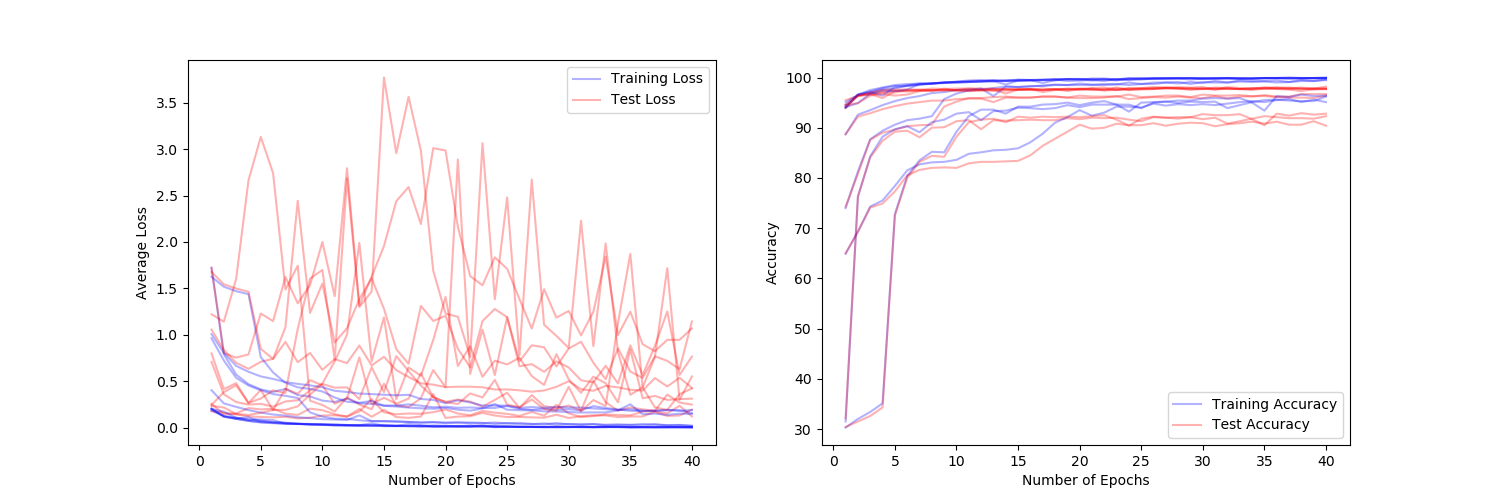 Training Loss
Test Loss
3.5
3.0
2.5
2.0
1.5
1.0
0.5
0.0
Average Loss
0 5 10 15 20 25 30 35 40
Number of Epochs
100
90
80
70
60
50
40
30
Accuracy
Training Accuracy
Test Accuracy
0 5 10 15 20 25 30 35 40
Number of Epochs